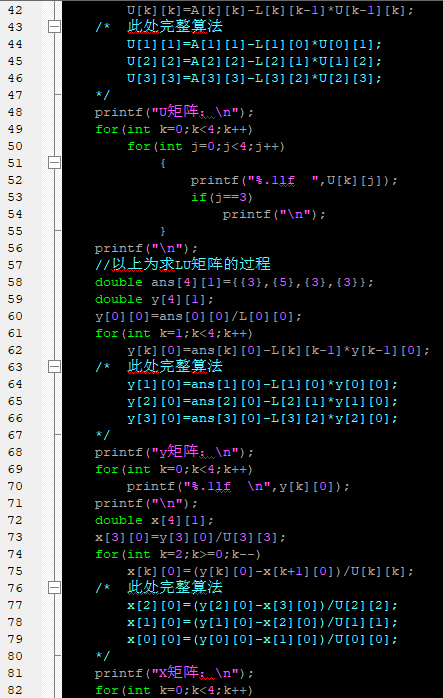 42 U[k][k]=A[k][k]-L[k][k-1]*U[k-1][k];
43 /* 此处完整算法
44 U[1][1]=A[1][1]-L[1][0]*U[0][1];
45 U[2][2]=A[2][2]-L[2][1]*U[1][2];
46 U[3][3]=A[3][3]-L[3][2]*U[2][3];
47 */
48 printf("U矩阵：\n");
49 for(int k=0;k<4;k++)
50 for(int j=0;j<4;j++)
51 {
52 printf("%.1lf  ",U[k][j]);
53 if(j==3)
54 printf("\n");
55 }
56 printf("\n");
57 //以上为求LU矩阵的过程
58 double ans[4][1]={{3},{5},{3},{3}};
59 double y[4][1];
60 y[0][0]=ans[0][0]/L[0][0];
61 for(int k=1;k<4;k++)
62 y[k][0]=ans[k][0]-L[k][k-1]*y[k-1][0];
63 /* 此处完整算法
64 y[1][0]=ans[1][0]-L[1][0]*y[0][0];
65 y[2][0]=ans[2][0]-L[2][1]*y[1][0];
66 y[3][0]=ans[3][0]-L[3][2]*y[2][0];
67 */
68 printf("y矩阵：\n");
69 for(int k=0;k<4;k++)
70 printf("%.1lf  \n",y[k][0]);
71 printf("\n");
72 double x[4][1];
73 x[3][0]=y[3][0]/U[3][3];
74 for(int k=2;k>=0;k--)
75 x[k][0]=(y[k][0]-x[k+1][0])/U[k][k];
76 /* 此处完整算法
77 x[2][0]=(y[2][0]-x[3][0])/U[2][2];
78 x[1][0]=(y[1][0]-x[2][0])/U[1][1];
79 x[0][0]=(y[0][0]-x[1][0])/U[0][0];
80 */
81 printf("X矩阵：\n");
82 for(int k=0;k<4;k++)